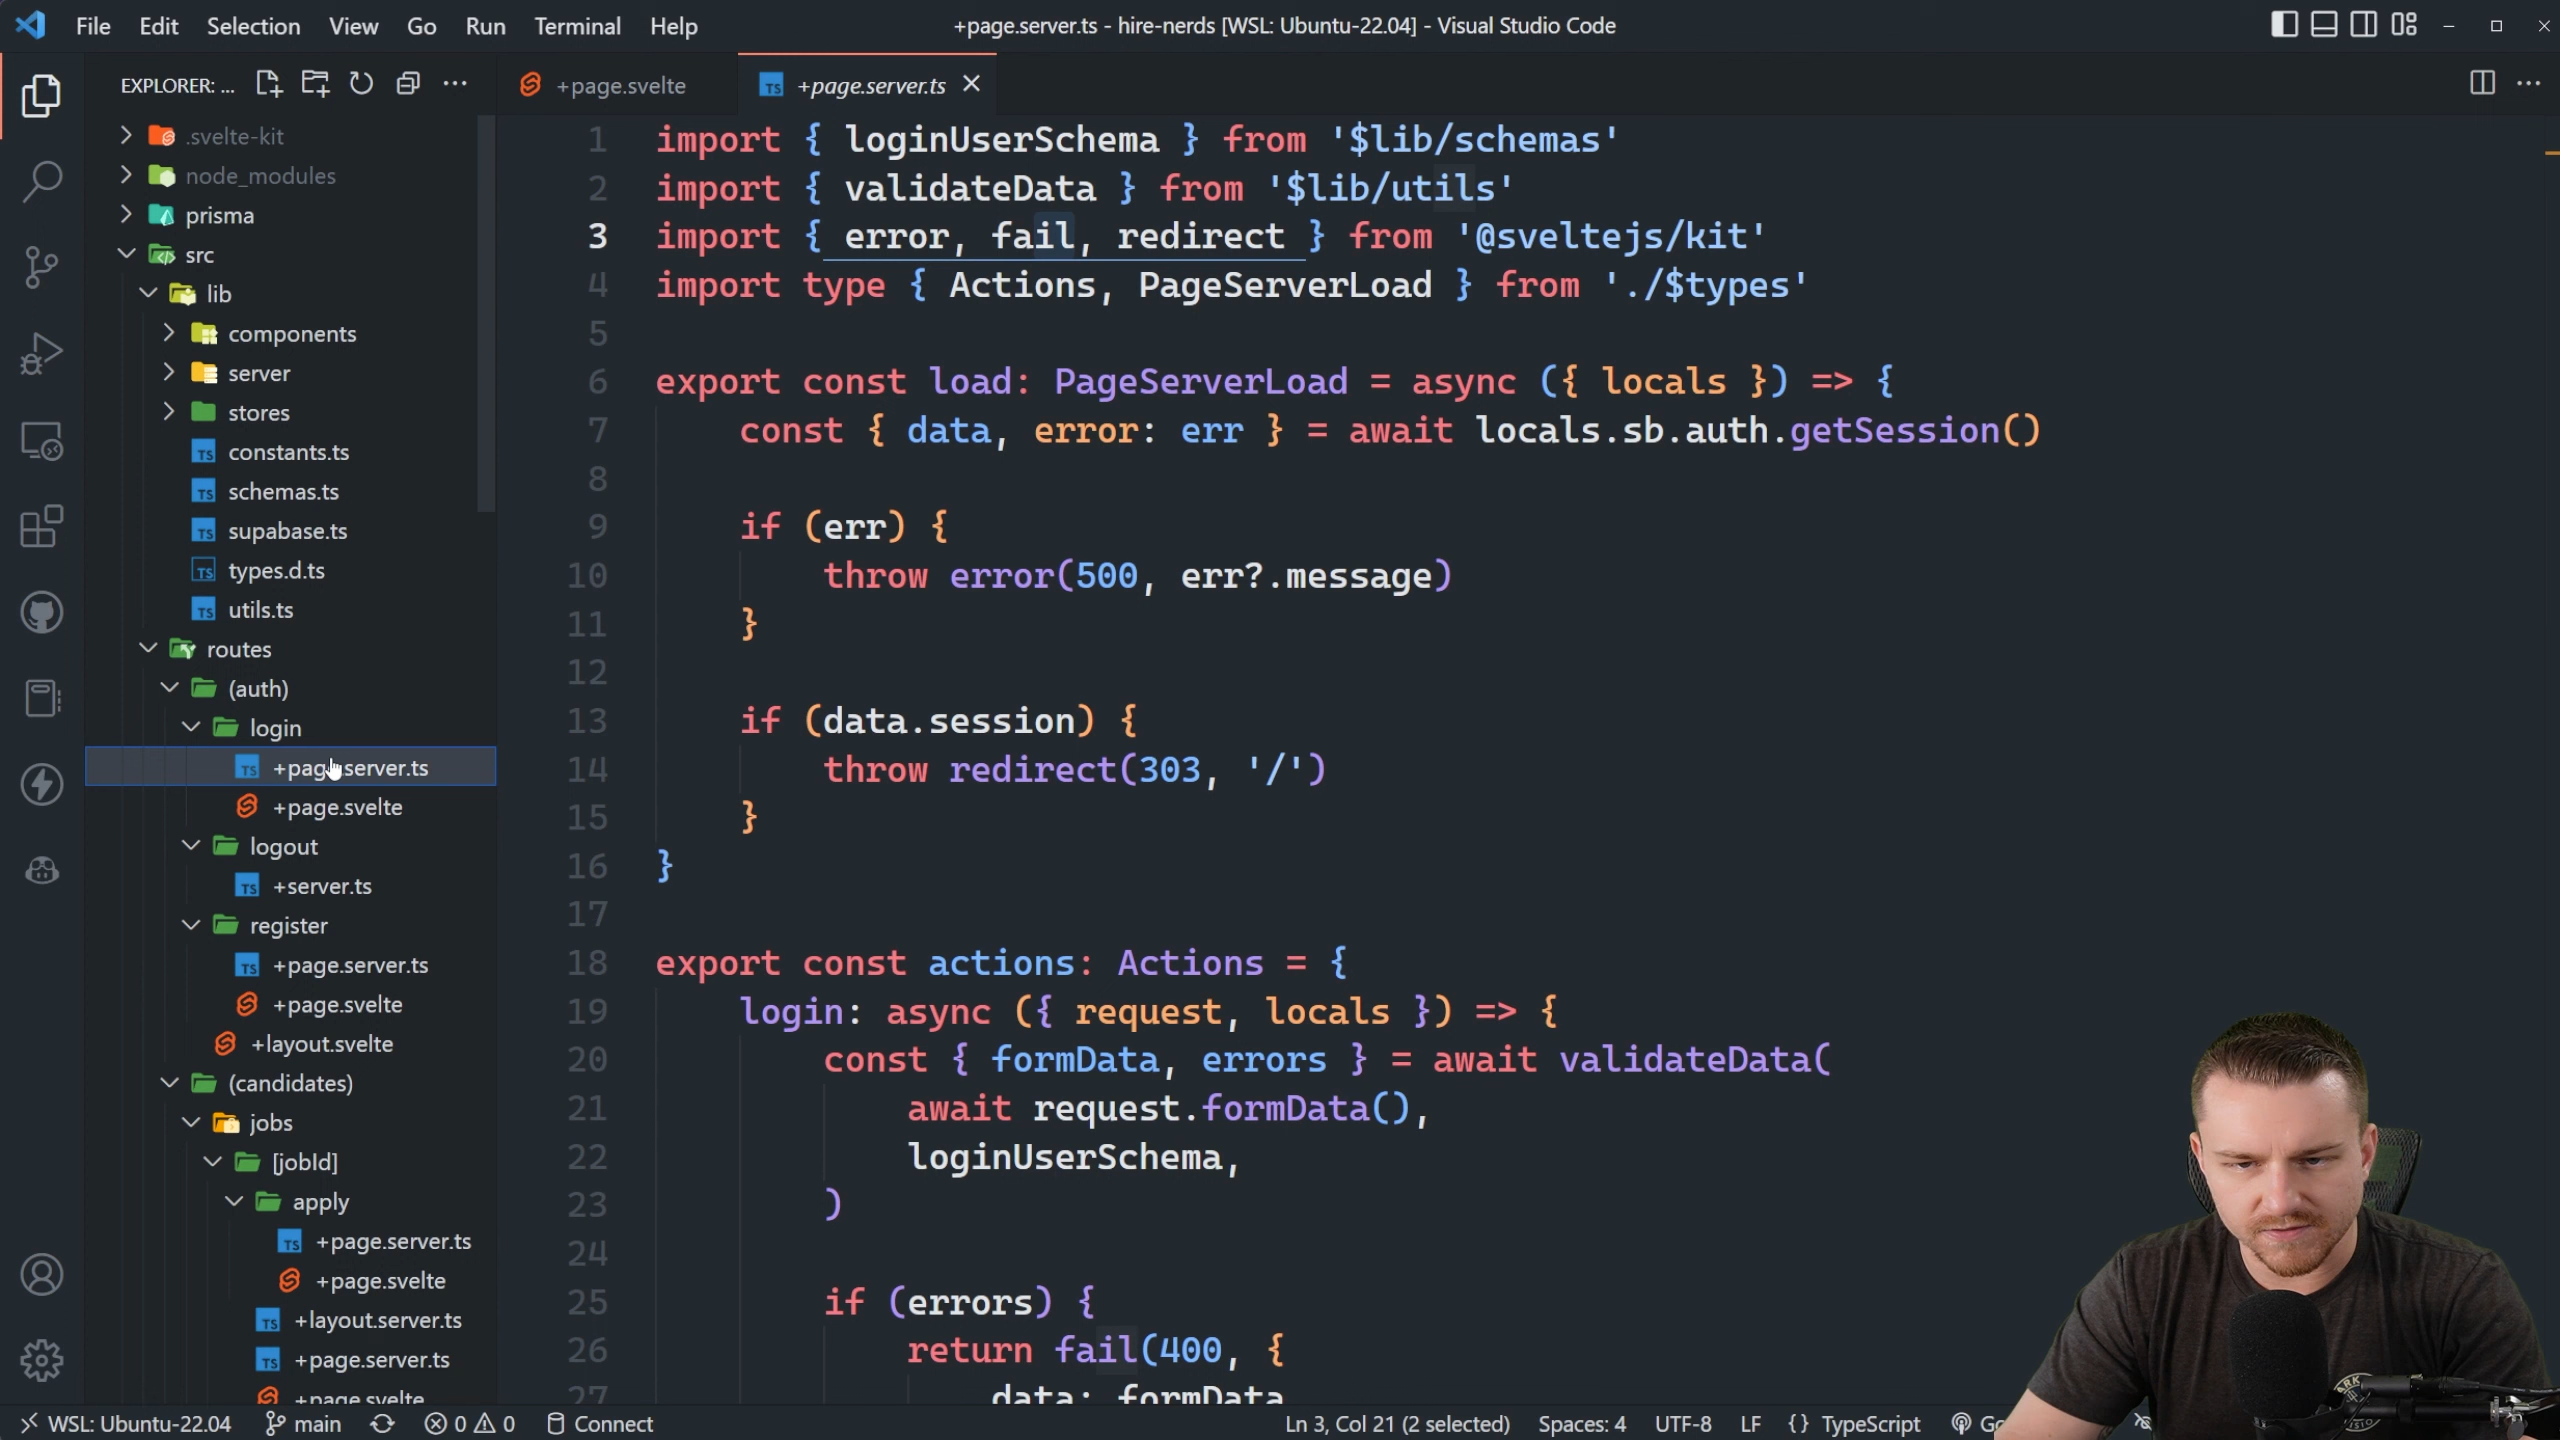 File Edit Selection View Go Run Terminal Help
+page.server.ts - hire-nerds [WSL: Ubuntu-22.04] - Visual Studio Code
EXPLORER: ...
.svelte-kit
node_modules
prisma
src
lib
components
server
stores
constants.ts
schemas.ts
supabase.ts
types.d.ts
utils.ts
routes
(auth)
login
+page.server.ts
+page.svelte
logout
+server.ts
register
+page.server.ts
+page.svelte
+layout.svelte
(candidates)
jobs
[jobId]
apply
+page.server.ts
+page.svelte
+layout.server.ts
+page.server.ts
+page.svelte
+page.svelte
+page.server.ts
1 import { loginUserSchema } from '$lib/schemas'
2 import { validateData } from '$lib/utils'
3 import { error, fail, redirect } from '@sveltejs/kit'
4 import type { Actions, PageServerLoad } from './$types'
5
6 export const load: PageServerLoad = async ({ locals }) => {
7 const { data, error: err } = await locals.sb.auth.getSession()
8
9 if (err) {
10 throw error(500, err?.message)
11 }
12
13 if (data.session) {
14 throw redirect(303, '/')
15 }
16 }
17
18 export const actions: Actions = {
19 login: async ({ request, locals }) => {
20 const { formData, errors } = await validateData(
21 await request.formData(),
22 loginUserSchema,
23 )
24
25 if (errors) {
26 return fail(400, {
27 data: formData
WSL: Ubuntu-22.04 main 0 0 Connect
Ln 3, Col 21 (2 selected) Spaces: 4 UTF-8 LF {} TypeScript